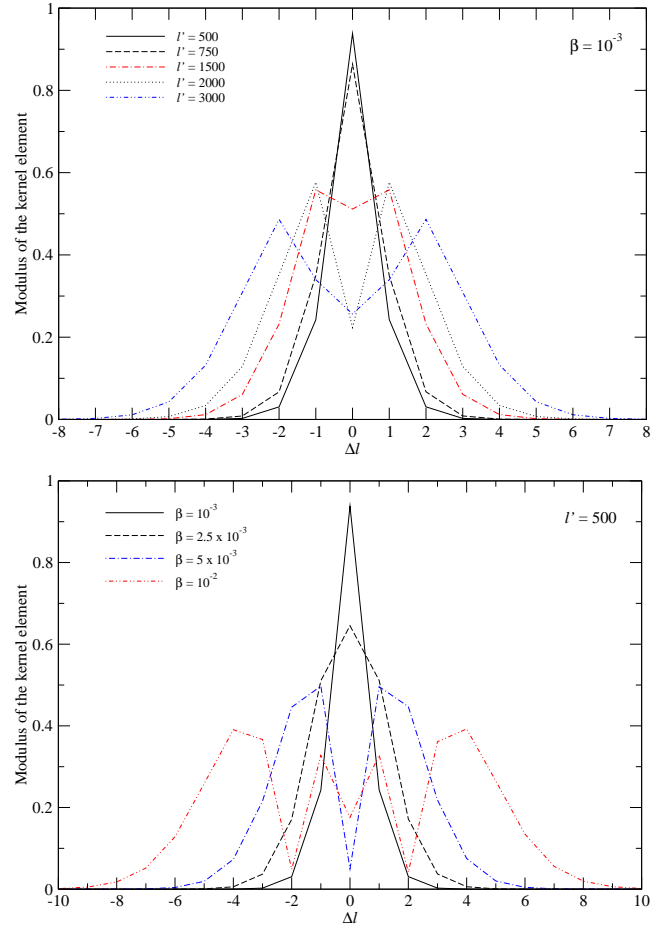 1
0.8
0.6
0.4
0.2
0
Modulus of the kernel element
l' = 500
l' = 750
l' = 1500
l' = 2000
l' = 3000
β = 10⁻³
-8 -7 -6 -5 -4 -3 -2 -1 0 1 2 3 4 5 6 7 8
Δl
1
0.8
0.6
0.4
0.2
0
Modulus of the kernel element
β = 10⁻³
β = 2.5 x 10⁻³
β = 5 x 10⁻³
β = 10⁻²
l' = 500
-10 -8 -6 -4 -2 0 2 4 6 8 10
Δl